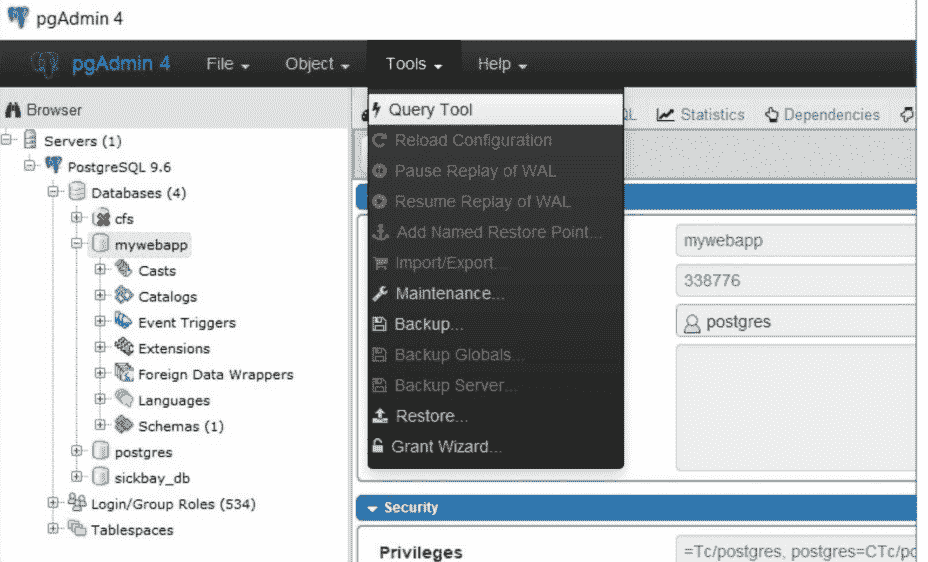 pgAdmin 4
pgAdmin 4 File Object Tools Help
Browser
Servers (1)
PostgreSQL 9.6
Databases (4)
cfs
mywebapp
Casts
Catalogs
Event Triggers
Extensions
Foreign Data Wrappers
Languages
Schemas (1)
postgres
sickbay_db
Login/Group Roles (534)
Tablespaces
Query Tool
Reload Configuration
Pause Replay of WAL
Resume Replay of WAL
Add Named Restore Point...
Import/Export...
Maintenance...
Backup...
Backup Globals...
Backup Server...
Restore...
Grant Wizard...
Statistics Dependencies
mywebapp
338776
postgres
Security
Privileges
=Tc/postgres, postgres=CTc/po